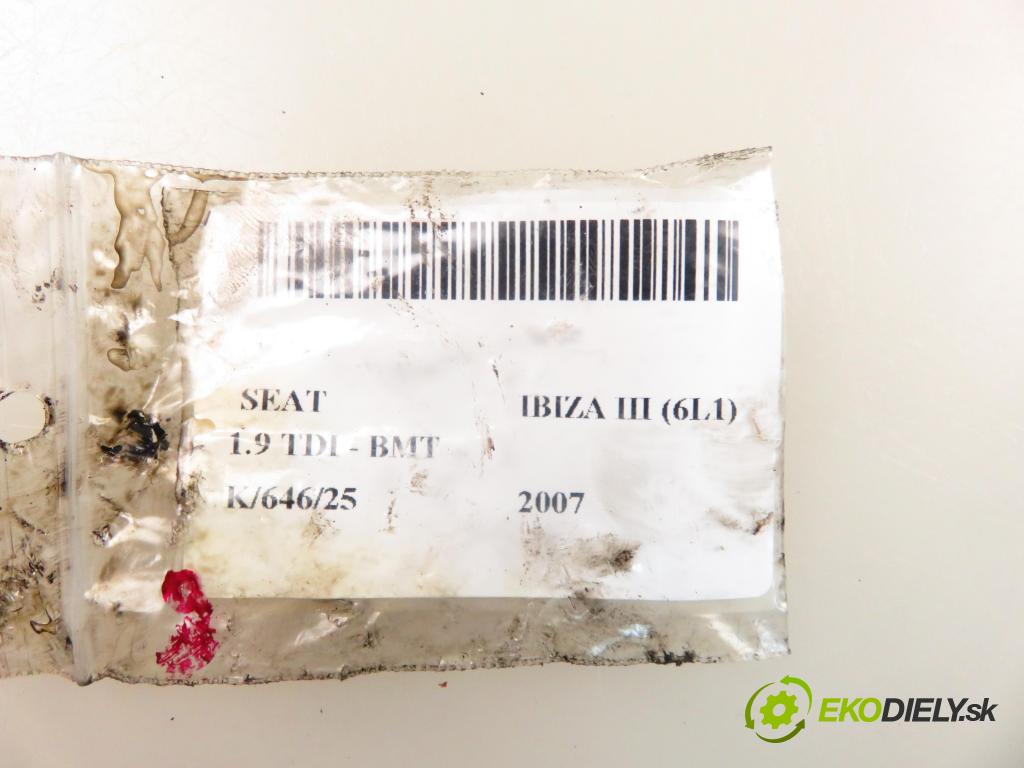 SEAT IBIZA III (6L1)
1.9 TDI - BMT
K/646/25 2007
EKODIELY.sk